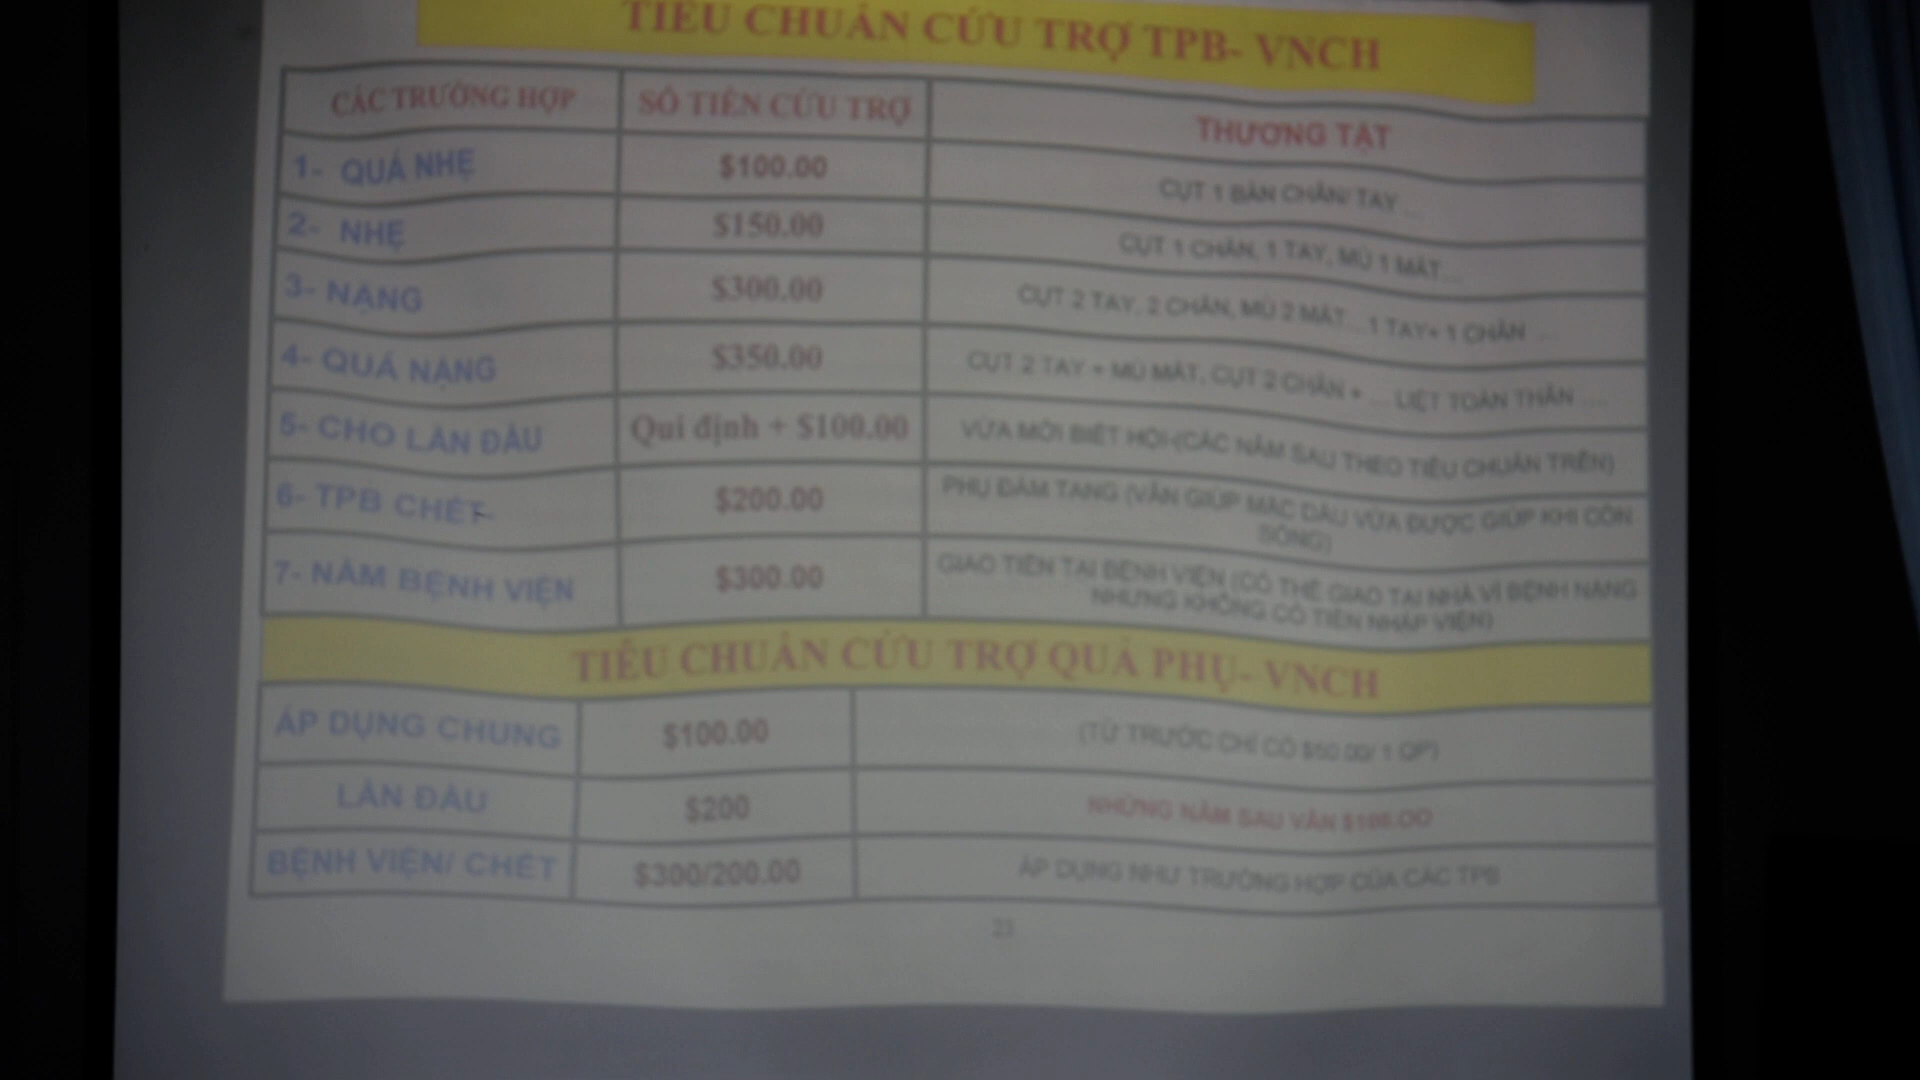 TIÊU CHUẨN CỨU TRỢ TPB- VNCH
CÁC TRƯỜNG HỢP SỐ TIỀN CỨU TRỢ THƯƠNG TẬT
1- QUÁ NHẸ $100.00 CỤT 1 BÀN CHÂN/ TAY ...
2- NHẸ $150.00 CỤT 1 CHÂN, 1 TAY, MÙ 1 MẮT...
3- NẶNG $300.00 CỤT 2 TAY, 2 CHÂN, MÙ 2 MẮT...1 TAY+ 1 CHÂN ...
4- QUÁ NẶNG $350.00 CỤT 2 TAY + MÙ MẮT, CỤT 2 CHÂN + ... LIỆT TOÀN THÂN ....
5- CHO LẦN ĐẦU Qui định + $100.00 VỪA MỚI BIẾT HỘI-(CÁC NĂM SAU THEO TIÊU CHUẨN TRÊN)
6- TPB CHẾT- $200.00 PHỤ ĐÁM TANG (VẪN GIÚP MẶC DẦU VỪA ĐƯỢC GIÚP KHI CÒN
SỐNG)
7- NẰM BỆNH VIỆN $300.00 GIAO TIỀN TẠI BỆNH VIỆN (CÓ THỂ GIAO TẠI NHÀ VÌ BỆNH NẶNG
NHƯNG KHÔNG CÓ TIỀN NHẬP VIỆN)
TIÊU CHUẨN CỨU TRỢ QUẢ PHỤ- VNCH
ÁP DỤNG CHUNG $100.00 (TỪ TRƯỚC CHỈ CÓ $50.00/ 1 QP)
LẦN ĐẦU $200 NHỮNG NĂM SAU VẪN $100.OO
BỆNH VIỆN/ CHẾT $300/200.00 ÁP DỤNG NHƯ TRƯỜNG HỢP CỦA CÁC TPB